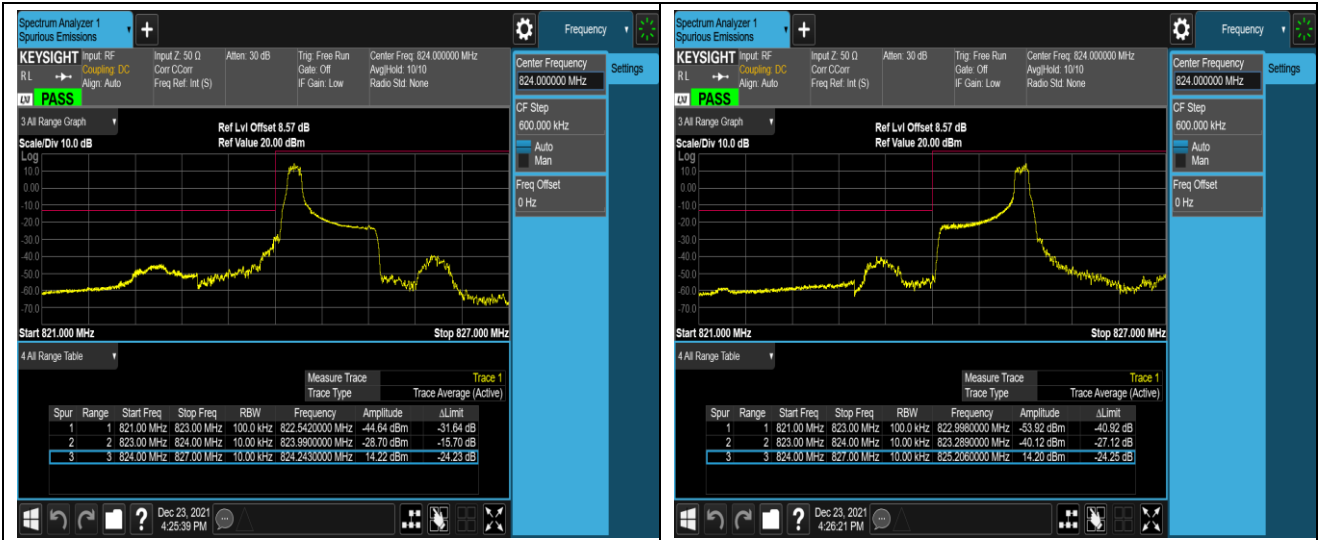 Spectrum Analyzer 1
Spurious Emissions
+
Frequency
KEYSIGHT
RL
Input: RF
Coupling: DC
Align: Auto
Input Z: 50 Ω
Corr CCorr
Freq Ref: Int (S)
Atten: 30 dB
Trig: Free Run
Gate: Off
IF Gain: Low
Center Freq: 824.000000 MHz
Avg|Hold: 10/10
Radio Std: None
LXI PASS
Center Frequency
824.000000 MHz
Settings
CF Step
600.000 kHz
Auto
Man
Freq Offset
0 Hz
3 All Range Graph
Ref Lvl Offset 8.57 dB
Scale/Div 10.0 dB
Ref Value 20.00 dBm
Log
10.0
0.00
-10.0
-20.0
-30.0
-40.0
-50.0
-60.0
-70.0
Start 821.000 MHz
Stop 827.000 MHz
4 All Range Table
Measure Trace Trace 1
Trace Type Trace Average (Active)
Spur Range Start Freq Stop Freq RBW Frequency Amplitude ΔLimit
1 1 821.00 MHz 823.00 MHz 100.0 kHz 822.5420000 MHz -44.64 dBm -31.64 dB
2 2 823.00 MHz 824.00 MHz 10.00 kHz 823.9900000 MHz -28.70 dBm -15.70 dB
3 3 824.00 MHz 827.00 MHz 10.00 kHz 824.2430000 MHz 14.22 dBm -24.23 dB
?
Dec 23, 2021
4:25:39 PM
Spectrum Analyzer 1
Spurious Emissions
+
Frequency
KEYSIGHT
RL
Input: RF
Coupling: DC
Align: Auto
Input Z: 50 Ω
Corr CCorr
Freq Ref: Int (S)
Atten: 30 dB
Trig: Free Run
Gate: Off
IF Gain: Low
Center Freq: 824.000000 MHz
Avg|Hold: 10/10
Radio Std: None
LXI PASS
Center Frequency
824.000000 MHz
Settings
CF Step
600.000 kHz
Auto
Man
Freq Offset
0 Hz
3 All Range Graph
Ref Lvl Offset 8.57 dB
Scale/Div 10.0 dB
Ref Value 20.00 dBm
Log
10.0
0.00
-10.0
-20.0
-30.0
-40.0
-50.0
-60.0
-70.0
Start 821.000 MHz
Stop 827.000 MHz
4 All Range Table
Measure Trace Trace 1
Trace Type Trace Average (Active)
Spur Range Start Freq Stop Freq RBW Frequency Amplitude ΔLimit
1 1 821.00 MHz 823.00 MHz 100.0 kHz 822.9980000 MHz -53.92 dBm -40.92 dB
2 2 823.00 MHz 824.00 MHz 10.00 kHz 823.2890000 MHz -40.12 dBm -27.12 dB
3 3 824.00 MHz 827.00 MHz 10.00 kHz 825.2060000 MHz 14.20 dBm -24.25 dB
?
Dec 23, 2021
4:26:21 PM